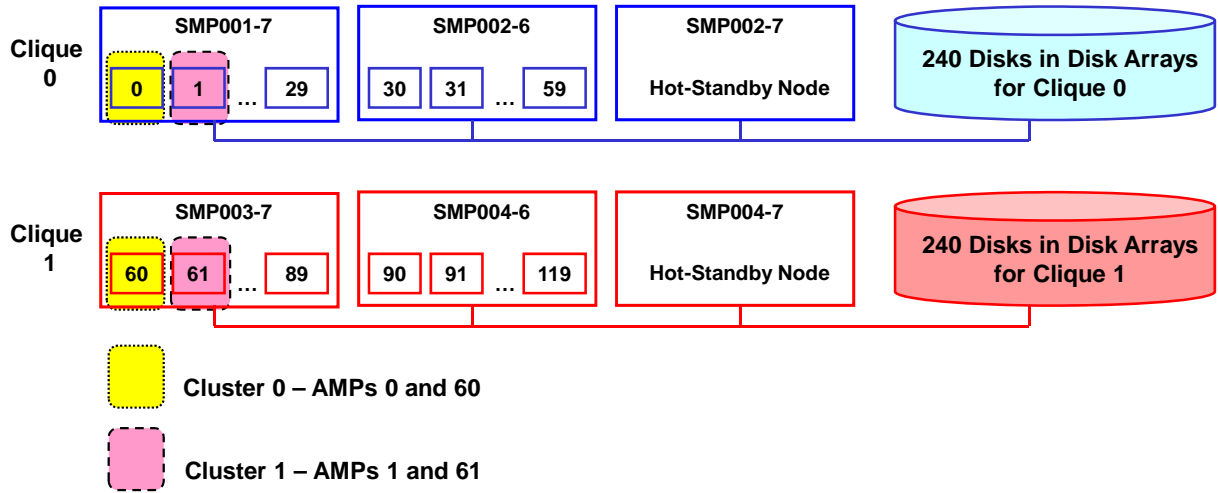 SMP001-7
SMP002-6
SMP002-7
Clique
0
0
1
...
29
30
31
...
59
Hot-Standby Node
240 Disks in Disk Arrays
for Clique 0
SMP003-7
SMP004-6
SMP004-7
Clique
1
60
61
...
89
90
91
...
119
Hot-Standby Node
240 Disks in Disk Arrays
for Clique 1
Cluster 0 – AMPs 0 and 60
Cluster 1 – AMPs 1 and 61